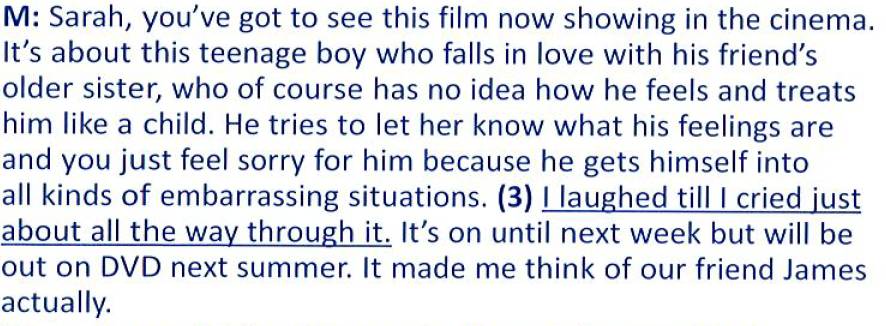 M: Sarah, you've got to see this film now showing in the cinema.
It's about this teenage boy who falls in love with his friend's
older sister, who of course has no idea how he feels and treats
him like a child. He tries to let her know what his feelings are
and you just feel sorry for him because he gets himself into
all kinds of embarrassing situations. (3) I laughed till I cried just
about all the way through it. It's on until next week but will be
out on DVD next summer. It made me think of our friend James
actually.